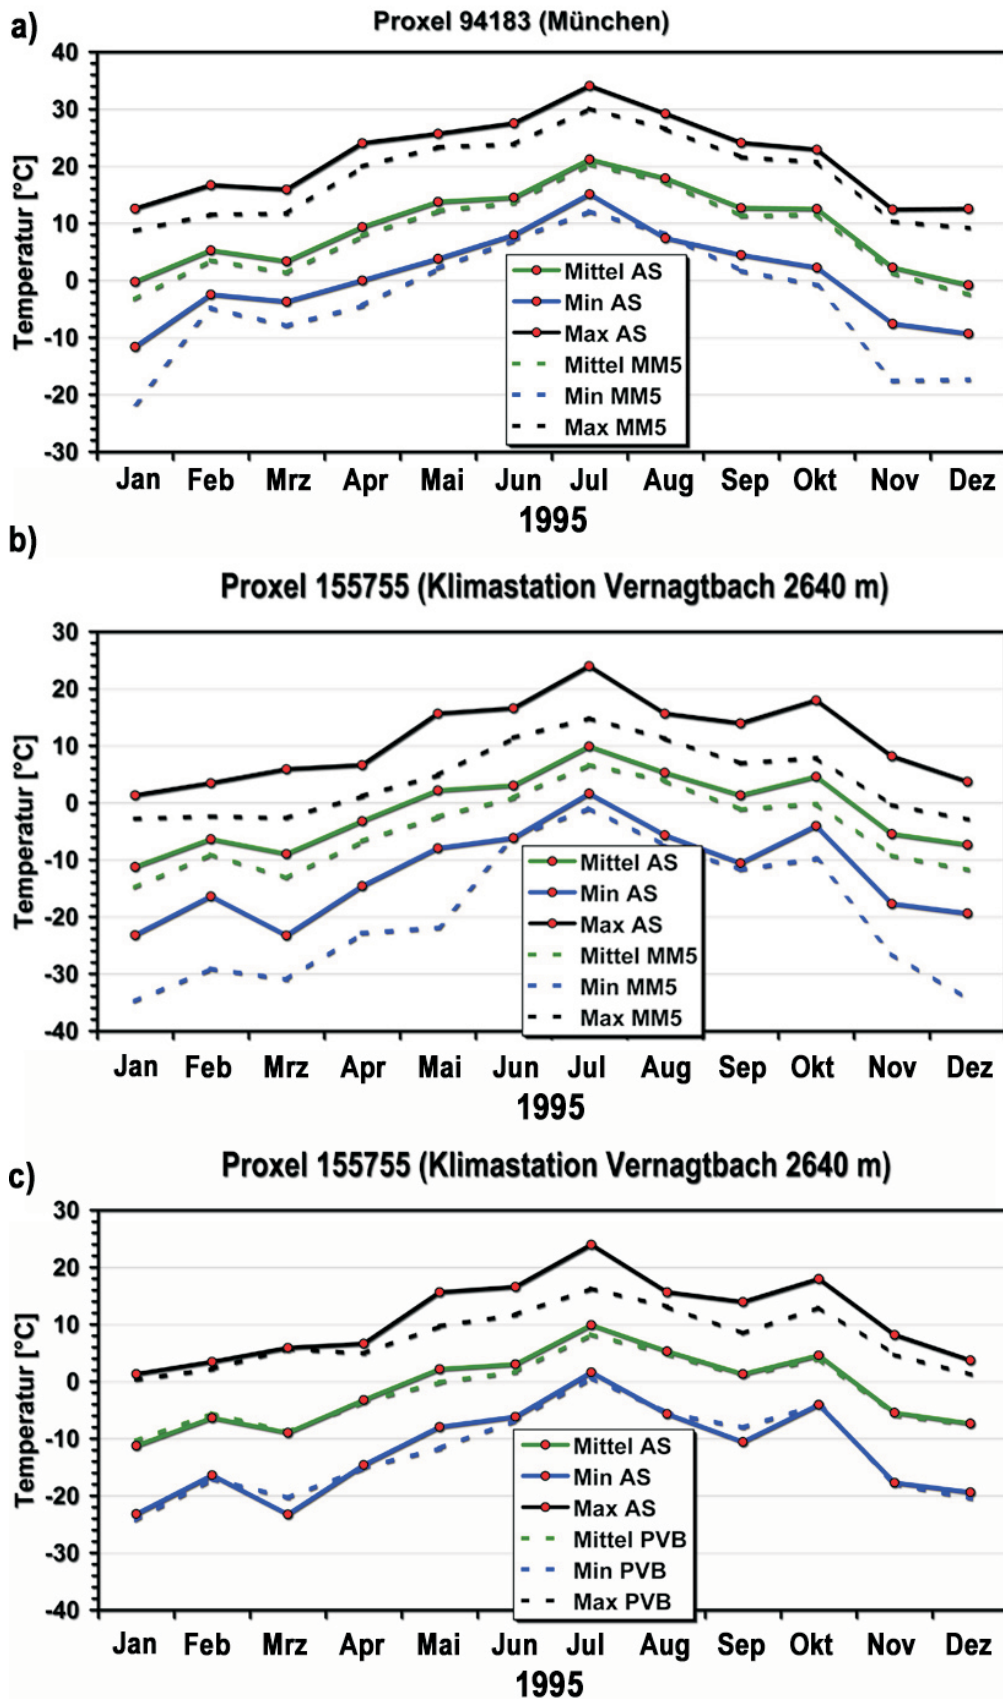 a)
Proxel 94183 (München)
Temperatur [°C]
40
30
20
10
0
-10
-20
-30
Mittel AS
Min AS
Max AS
Mittel MM5
Min MM5
Max MM5
Jan Feb Mrz Apr Mai Jun Jul Aug Sep Okt Nov Dez
1995
b)
Proxel 155755 (Klimastation Vernagtbach 2640 m)
Temperatur [°C]
30
20
10
0
-10
-20
-30
-40
Mittel AS
Min AS
Max AS
Mittel MM5
Min MM5
Max MM5
Jan Feb Mrz Apr Mai Jun Jul Aug Sep Okt Nov Dez
1995
c)
Proxel 155755 (Klimastation Vernagtbach 2640 m)
Temperatur [°C]
30
20
10
0
-10
-20
-30
-40
Mittel AS
Min AS
Max AS
Mittel PVB
Min PVB
Max PVB
Jan Feb Mrz Apr Mai Jun Jul Aug Sep Okt Nov Dez
1995